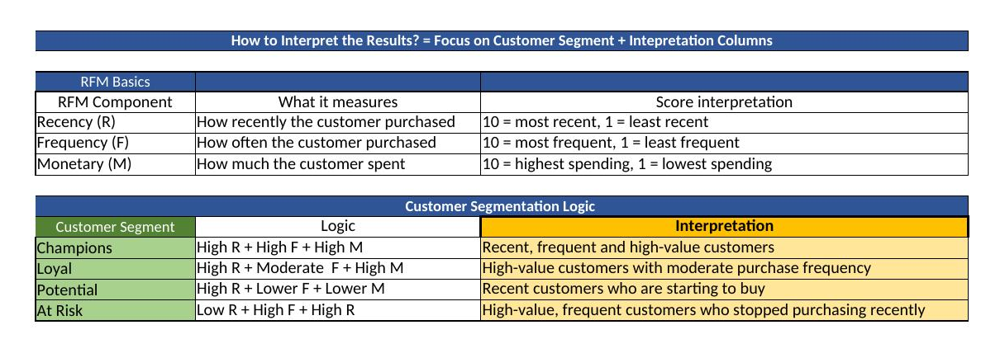 How to Interpret the Results? = Focus on Customer Segment + Intepretation Columns
RFM Basics
RFM Component What it measures Score interpretation
Recency (R) How recently the customer purchased 10 = most recent, 1 = least recent
Frequency (F) How often the customer purchased 10 = most frequent, 1 = least frequent
Monetary (M) How much the customer spent 10 = highest spending, 1 = lowest spending
Customer Segmentation Logic
Customer Segment Logic Interpretation
Champions High R + High F + High M Recent, frequent and high-value customers
Loyal High R + Moderate  F + High M High-value customers with moderate purchase frequency
Potential High R + Lower F + Lower M Recent customers who are starting to buy
At Risk Low R + High F + High R High-value, frequent customers who stopped purchasing recently